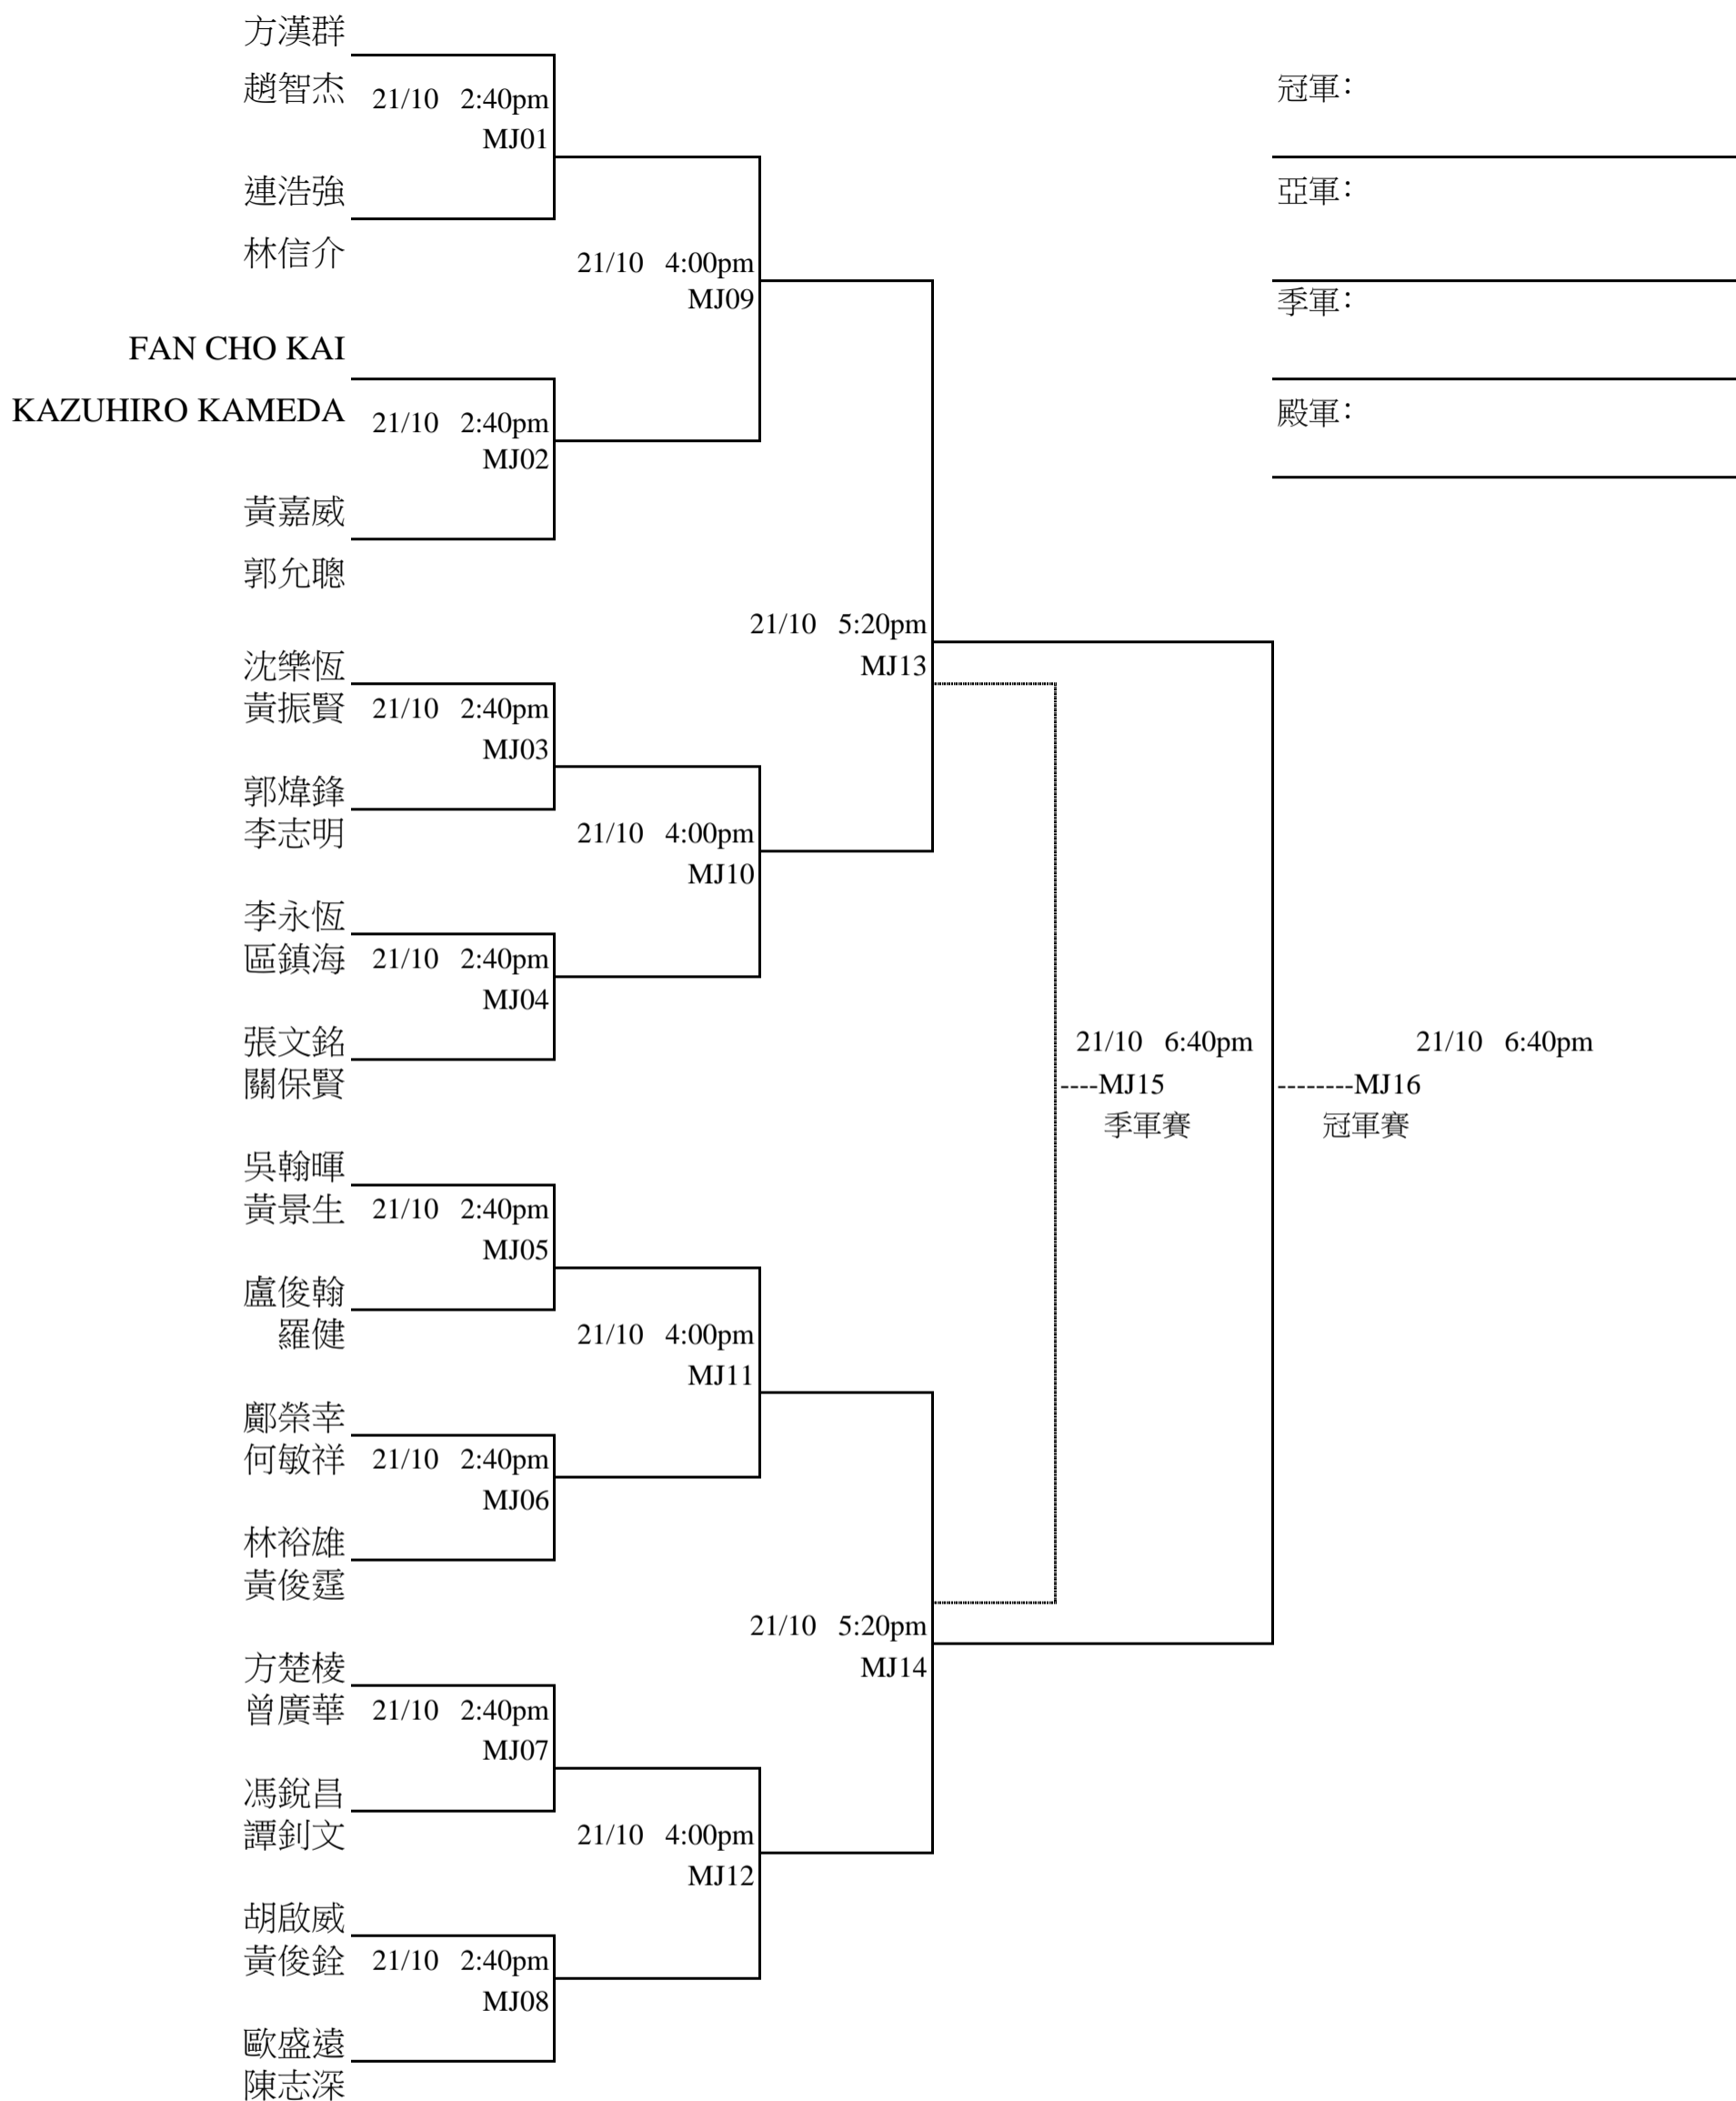 方漢群
趙智杰
21/10 2:40pm
MJ01
連浩強
林信介
21/10 4:00pm
MJ09
FAN CHO KAI
KAZUHIRO KAMEDA
21/10 2:40pm
MJ02
黃嘉威
郭允聰
21/10 5:20pm
MJ13
沈樂恆
黃振賢
21/10 2:40pm
MJ03
郭煒鋒
李志明
21/10 4:00pm
MJ10
李永恆
區鎮海
21/10 2:40pm
MJ04
張文銘
關保賢
21/10 6:40pm
----MJ15
季軍賽
21/10 6:40pm
--------MJ16
冠軍賽
吳翰暉
黃景生
21/10 2:40pm
MJ05
盧俊翰
羅健
21/10 4:00pm
MJ11
鄺榮幸
何敏祥
21/10 2:40pm
MJ06
林裕雄
黃俊霆
21/10 5:20pm
MJ14
方楚棱
曾廣華
21/10 2:40pm
MJ07
馮銳昌
譚釗文
21/10 4:00pm
MJ12
胡啟威
黃俊銓
21/10 2:40pm
MJ08
歐盛遠
陳志深
冠軍：
亞軍：
季軍：
殿軍：